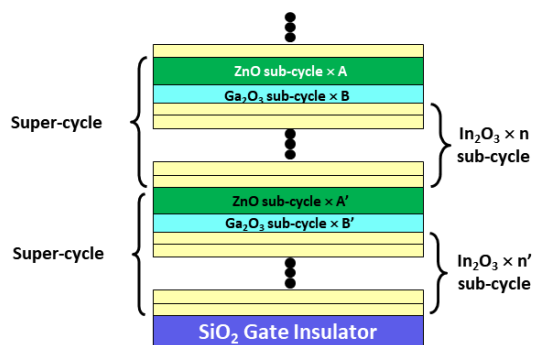 ZnO sub-cycle × A
Ga₂O₃ sub-cycle × B
Super-cycle
In₂O₃ × n
sub-cycle
ZnO sub-cycle × A'
Ga₂O₃ sub-cycle × B'
Super-cycle
In₂O₃ × n'
sub-cycle
SiO₂ Gate Insulator